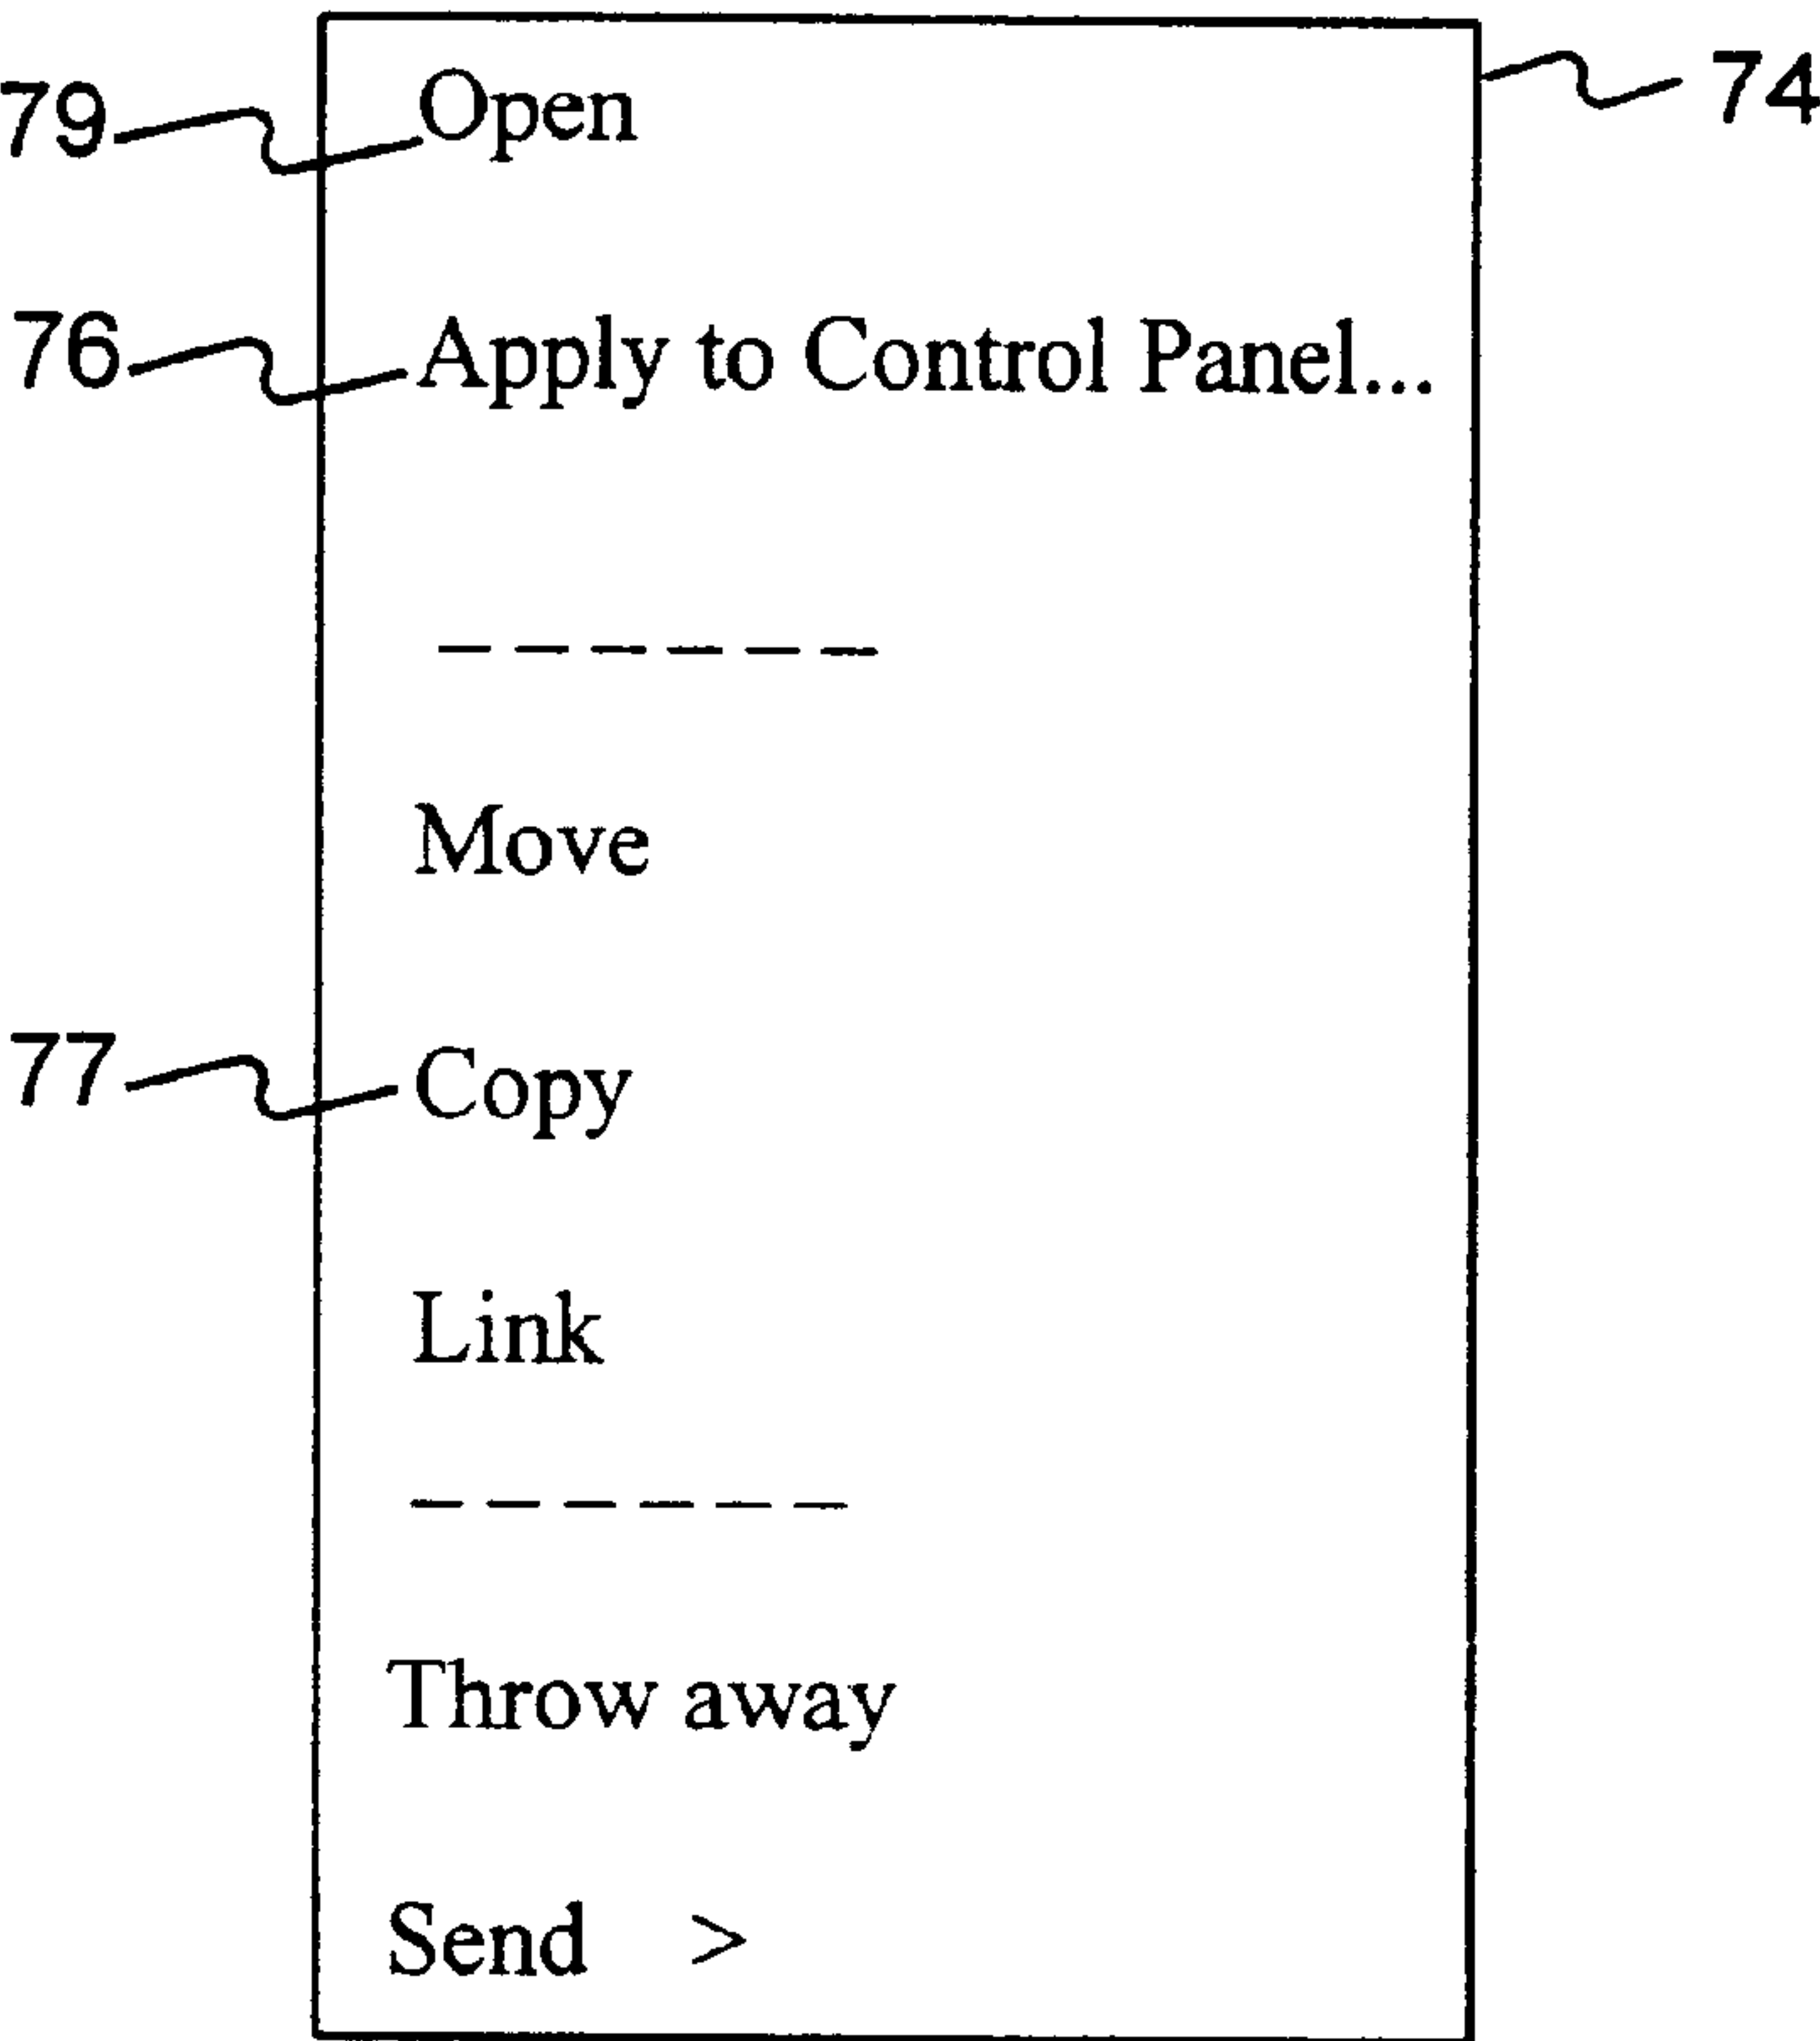 79 Open 74
76 Apply to Control Panel...
------
Move
77 Copy
Link
------
Throw away
Send >